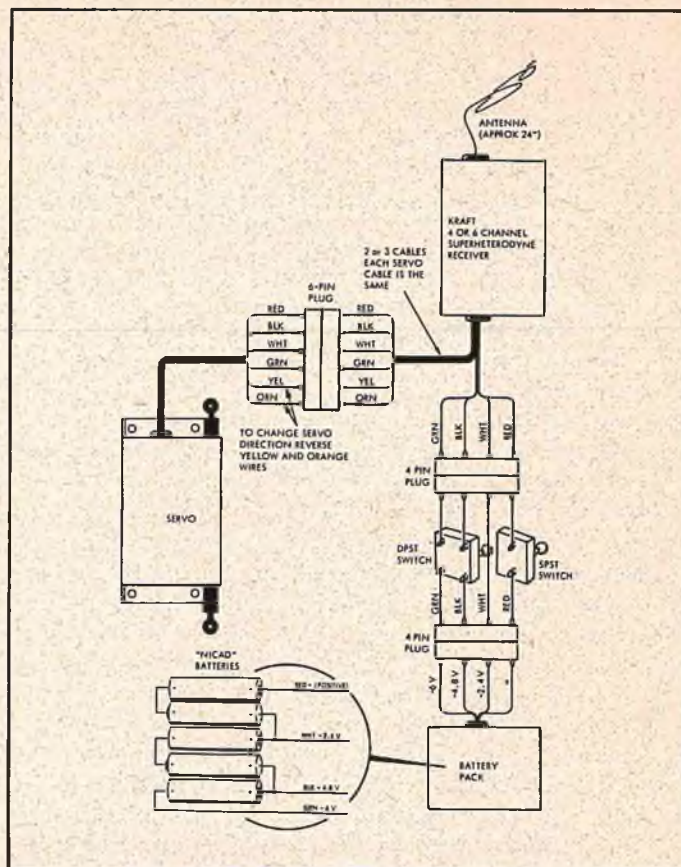 ANTENNA
(APPROX 24")
KRAFT
4 OR 6 CHANNEL
SUPERHETERODYNE
RECEIVER
2 or 3 CABLES
EACH SERVO
CABLE IS THE
SAME
6-PIN
PLUG
RED
BLK
WHT
GRN
YEL
ORN
RED
BLK
WHT
GRN
YEL
ORN
TO CHANGE SERVO
DIRECTION REVERSE
YELLOW AND ORANGE
WIRES
SERVO
GRN
BLK
WHT
RED
4 PIN
PLUG
DPST
SWITCH
SPST
SWITCH
GRN
BLK
WHT
RED
4 PIN
PLUG
-6 V
-4.8 V
-2.4 V
+
BATTERY
PACK
"NICAD"
BATTERIES
RED + (POSITIVE)
WHT -2.4 V
BLK -4.8 V
GRN -6 V